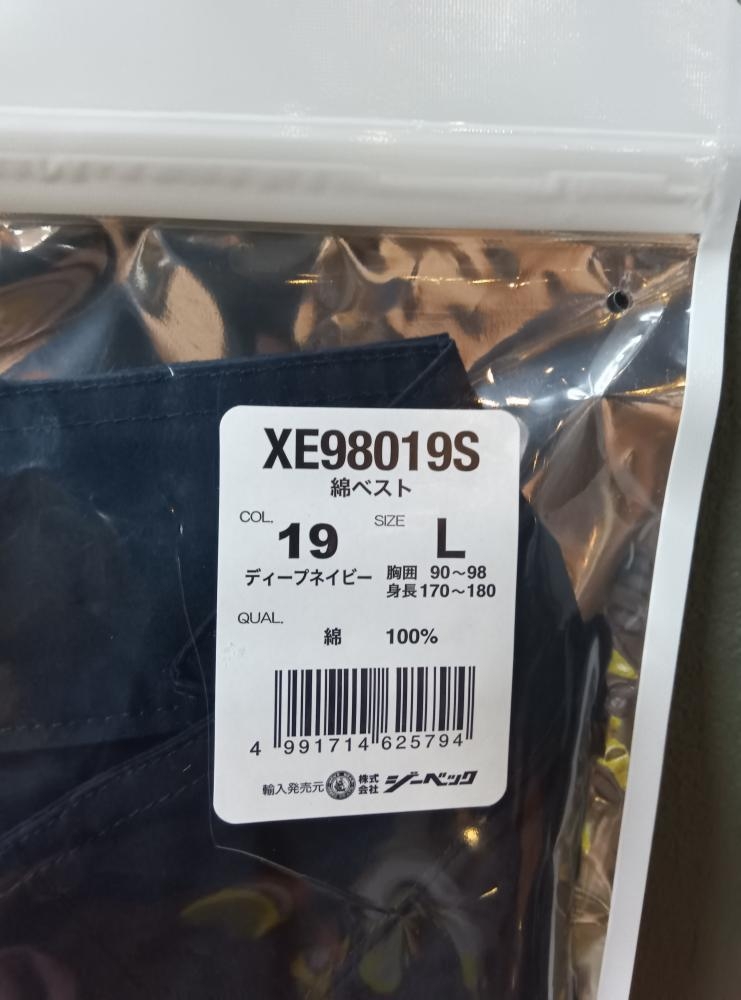 XE98019S
綿ベスト
COL. 19 SIZE L
ディープネイビー 胸囲 90～98
身長 170～180
QUAL.
綿 100%
4 991714 625794
輸入発売元 株式会社 ジーベック